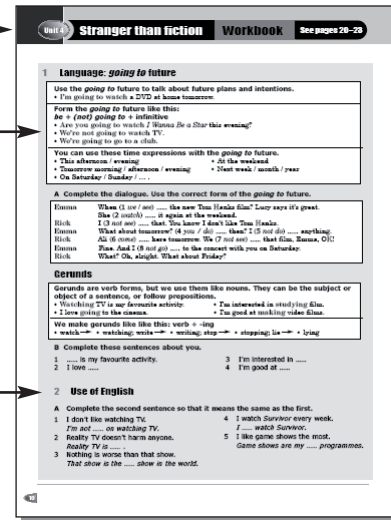 Unit 4 Stranger than fiction Workbook See pages 20–23
1 Language: going to future
Use the going to future to talk about future plans and intentions.
• I'm going to watch a DVD at home tomorrow.
Form the going to future like this:
be + (not) going to + infinitive
• Are you going to watch I Wanna Be a Star this evening?
• We're not going to watch TV.
• We're going to go to a club.
You can use these time expressions with the going to future.
• This afternoon / evening • At the weekend
• Tomorrow morning / afternoon / evening • Next week / month / year
• On Saturday / Sunday / ... .
A Complete the dialogue. Use the correct form of the going to future.
Emma When (1 we / see) ..... the new Tom Hanks film? Lucy says it's great.
She (2 watch) ..... it again at the weekend.
Rick I (3 not see) ..... that. You know I don't like Tom Hanks.
Emma What about tomorrow? (4 you / do) ..... then? I (5 not do) ..... anything.
Rick Ali (6 come) ..... here tomorrow. We (7 not see) ..... that film, Emma, OK!
Emma Fine. And I (8 not go) ..... to the concert with you on Saturday.
Rick What? Oh, alright. What about Friday?
Gerunds
Gerunds are verb forms, but we use them like nouns. They can be the subject or
object of a sentence, or follow prepositions.
• Watching TV is my favourite activity. • I'm interested in studying film.
• I love going to the cinema. • I'm good at making video films.
We make gerunds like like this: verb + -ing
• watch → • watching; write → • writing; stop → • stopping; lie → • lying
B Complete these sentences about you.
1 ..... is my favourite activity. 3 I'm interested in .....
2 I love ..... 4 I'm good at .....
2 Use of English
A Complete the second sentence so that it means the same as the first.
1 I don't like watching TV. 4 I watch Survivor every week.
I'm not ..... on watching TV. I ..... watch Survivor.
2 Reality TV doesn't harm anyone. 5 I like game shows the most.
Reality TV is ..... . Game shows are my ..... programmes.
3 Nothing is worse than that show.
That show is the ..... show in the world.